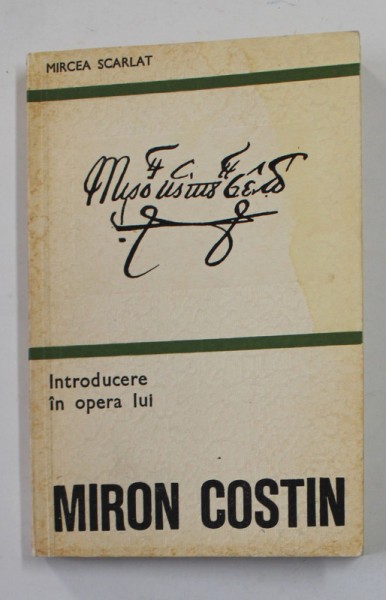 MIRCEA SCARLAT
Introducere
în opera lui
MIRON COSTIN